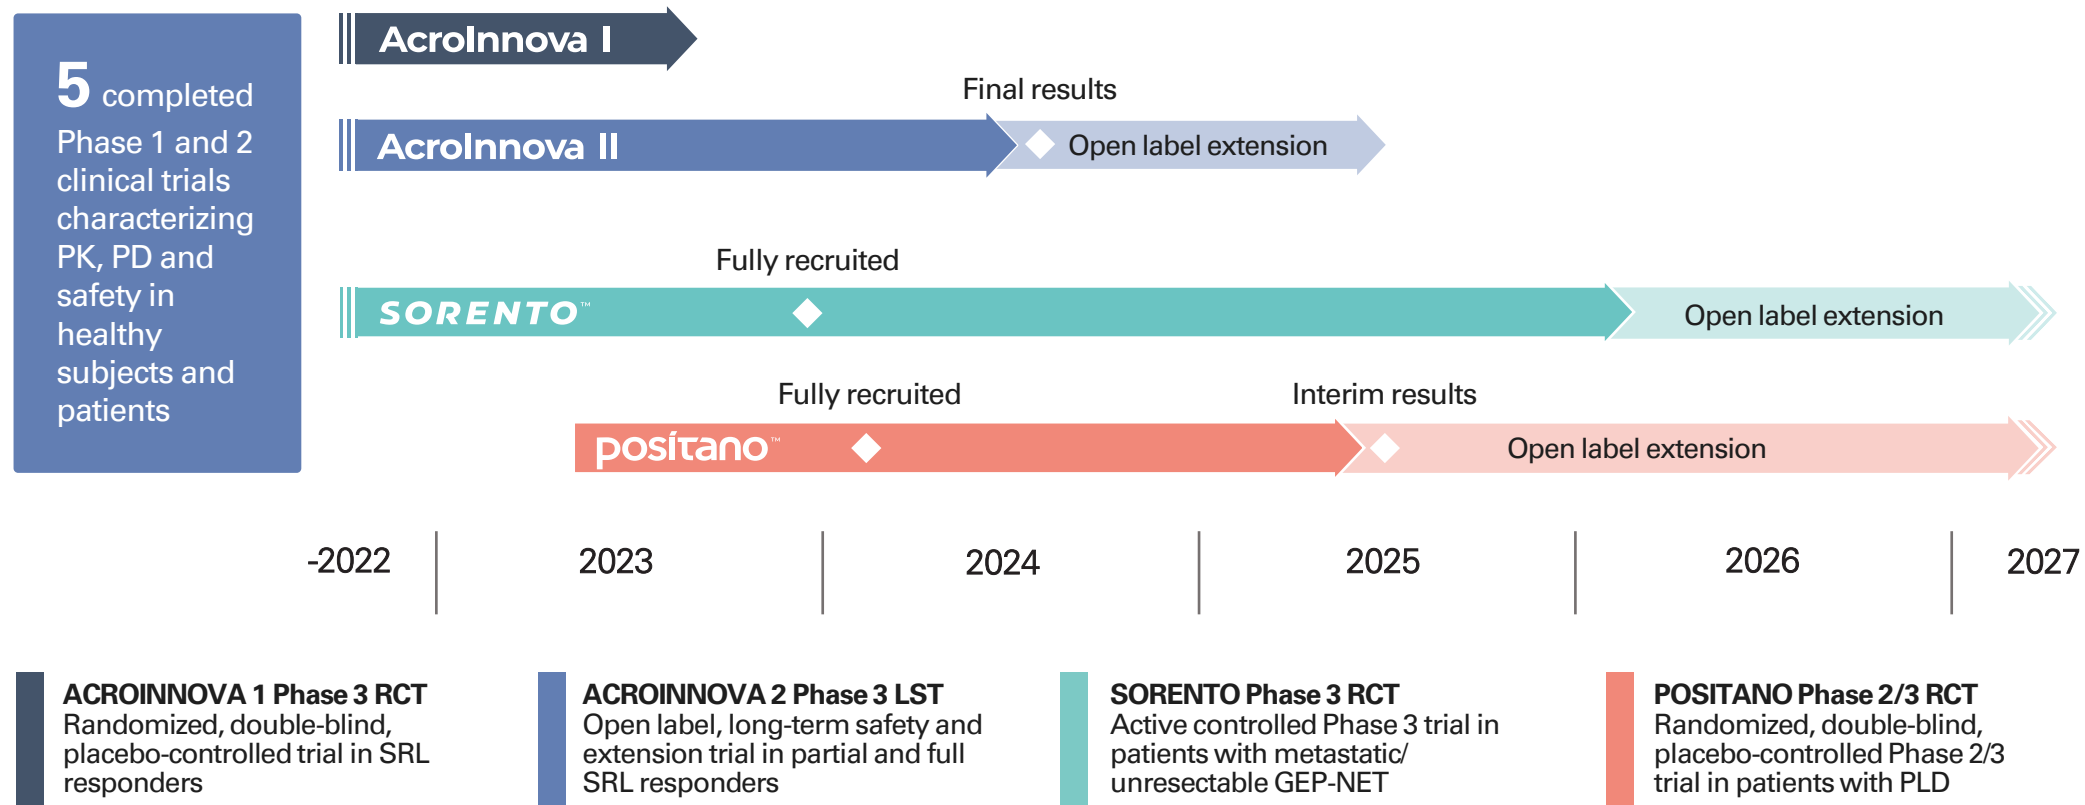 5 completed
Phase 1 and 2
clinical trials
characterizing
PK, PD and
safety in
healthy
subjects and
patients
AcroInnova I
Final results
AcroInnova II
Open label extension
Fully recruited
SORENTO™
Open label extension
Fully recruited
Interim results
posítano™
Open label extension
-2022
2023
2024
2025
2026
2027
ACROINNOVA 1 Phase 3 RCT
Randomized, double-blind,
placebo-controlled trial in SRL
responders
ACROINNOVA 2 Phase 3 LST
Open label, long-term safety and
extension trial in partial and full
SRL responders
SORENTO Phase 3 RCT
Active controlled Phase 3 trial in
patients with metastatic/
unresectable GEP-NET
POSITANO Phase 2/3 RCT
Randomized, double-blind,
placebo-controlled Phase 2/3
trial in patients with PLD